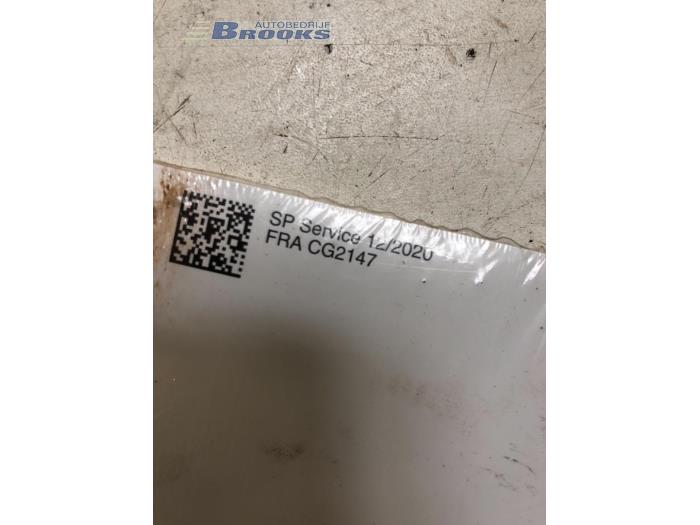 AUTOBEDRIJF
BROOKS
SP Service 12/2020
FRA CG2147